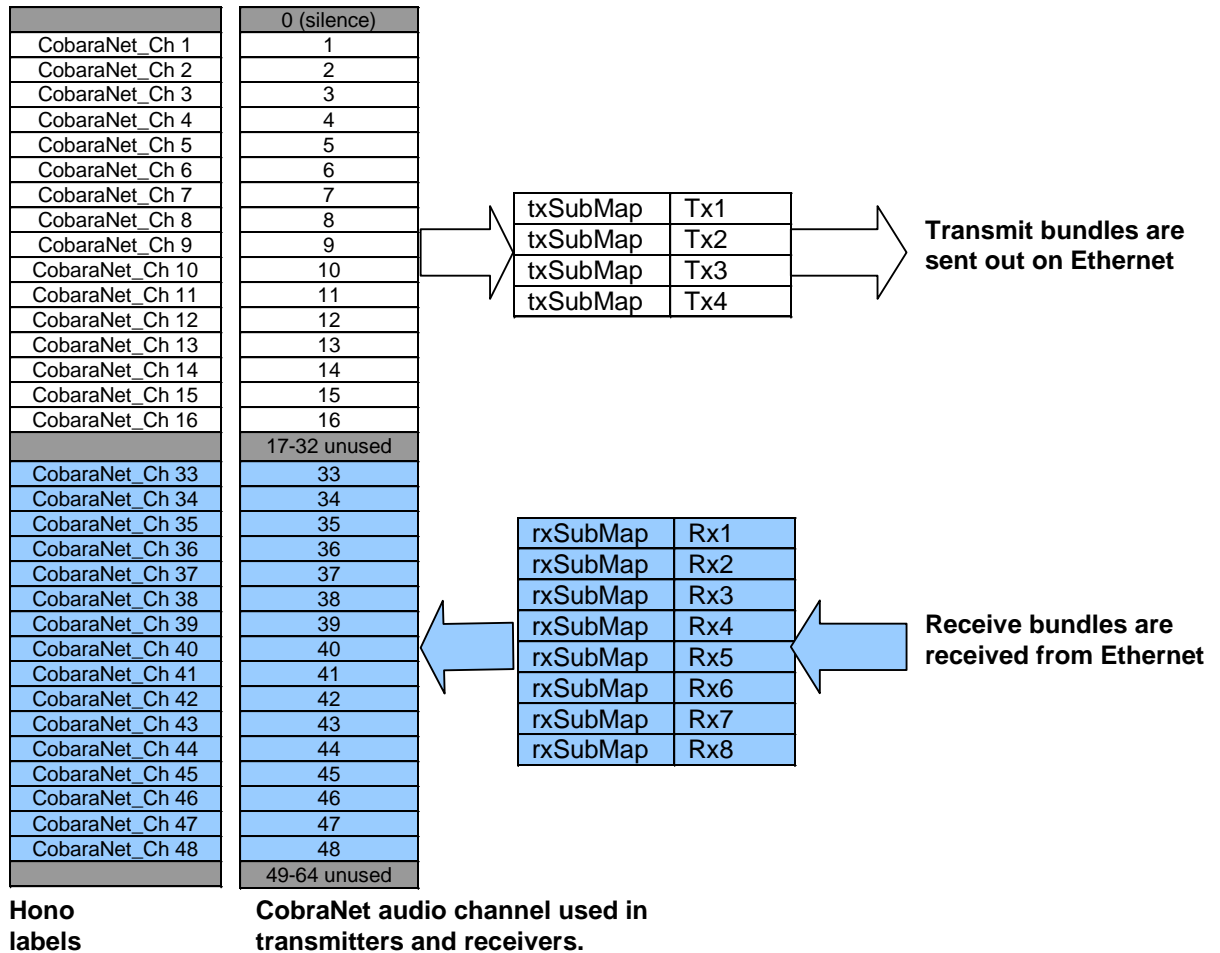 0 (silence)
CobaraNet_Ch 1 1
CobaraNet_Ch 2 2
CobaraNet_Ch 3 3
CobaraNet_Ch 4 4
CobaraNet_Ch 5 5
CobaraNet_Ch 6 6
CobaraNet_Ch 7 7
CobaraNet_Ch 8 8
CobaraNet_Ch 9 9
CobaraNet_Ch 10 10
CobaraNet_Ch 11 11
CobaraNet_Ch 12 12
CobaraNet_Ch 13 13
CobaraNet_Ch 14 14
CobaraNet_Ch 15 15
CobaraNet_Ch 16 16
17-32 unused
CobaraNet_Ch 33 33
CobaraNet_Ch 34 34
CobaraNet_Ch 35 35
CobaraNet_Ch 36 36
CobaraNet_Ch 37 37
CobaraNet_Ch 38 38
CobaraNet_Ch 39 39
CobaraNet_Ch 40 40
CobaraNet_Ch 41 41
CobaraNet_Ch 42 42
CobaraNet_Ch 43 43
CobaraNet_Ch 44 44
CobaraNet_Ch 45 45
CobaraNet_Ch 46 46
CobaraNet_Ch 47 47
CobaraNet_Ch 48 48
49-64 unused
Hono
labels
CobraNet audio channel used in
transmitters and receivers.
txSubMap Tx1
txSubMap Tx2
txSubMap Tx3
txSubMap Tx4
Transmit bundles are
sent out on Ethernet
rxSubMap Rx1
rxSubMap Rx2
rxSubMap Rx3
rxSubMap Rx4
rxSubMap Rx5
rxSubMap Rx6
rxSubMap Rx7
rxSubMap Rx8
Receive bundles are
received from Ethernet